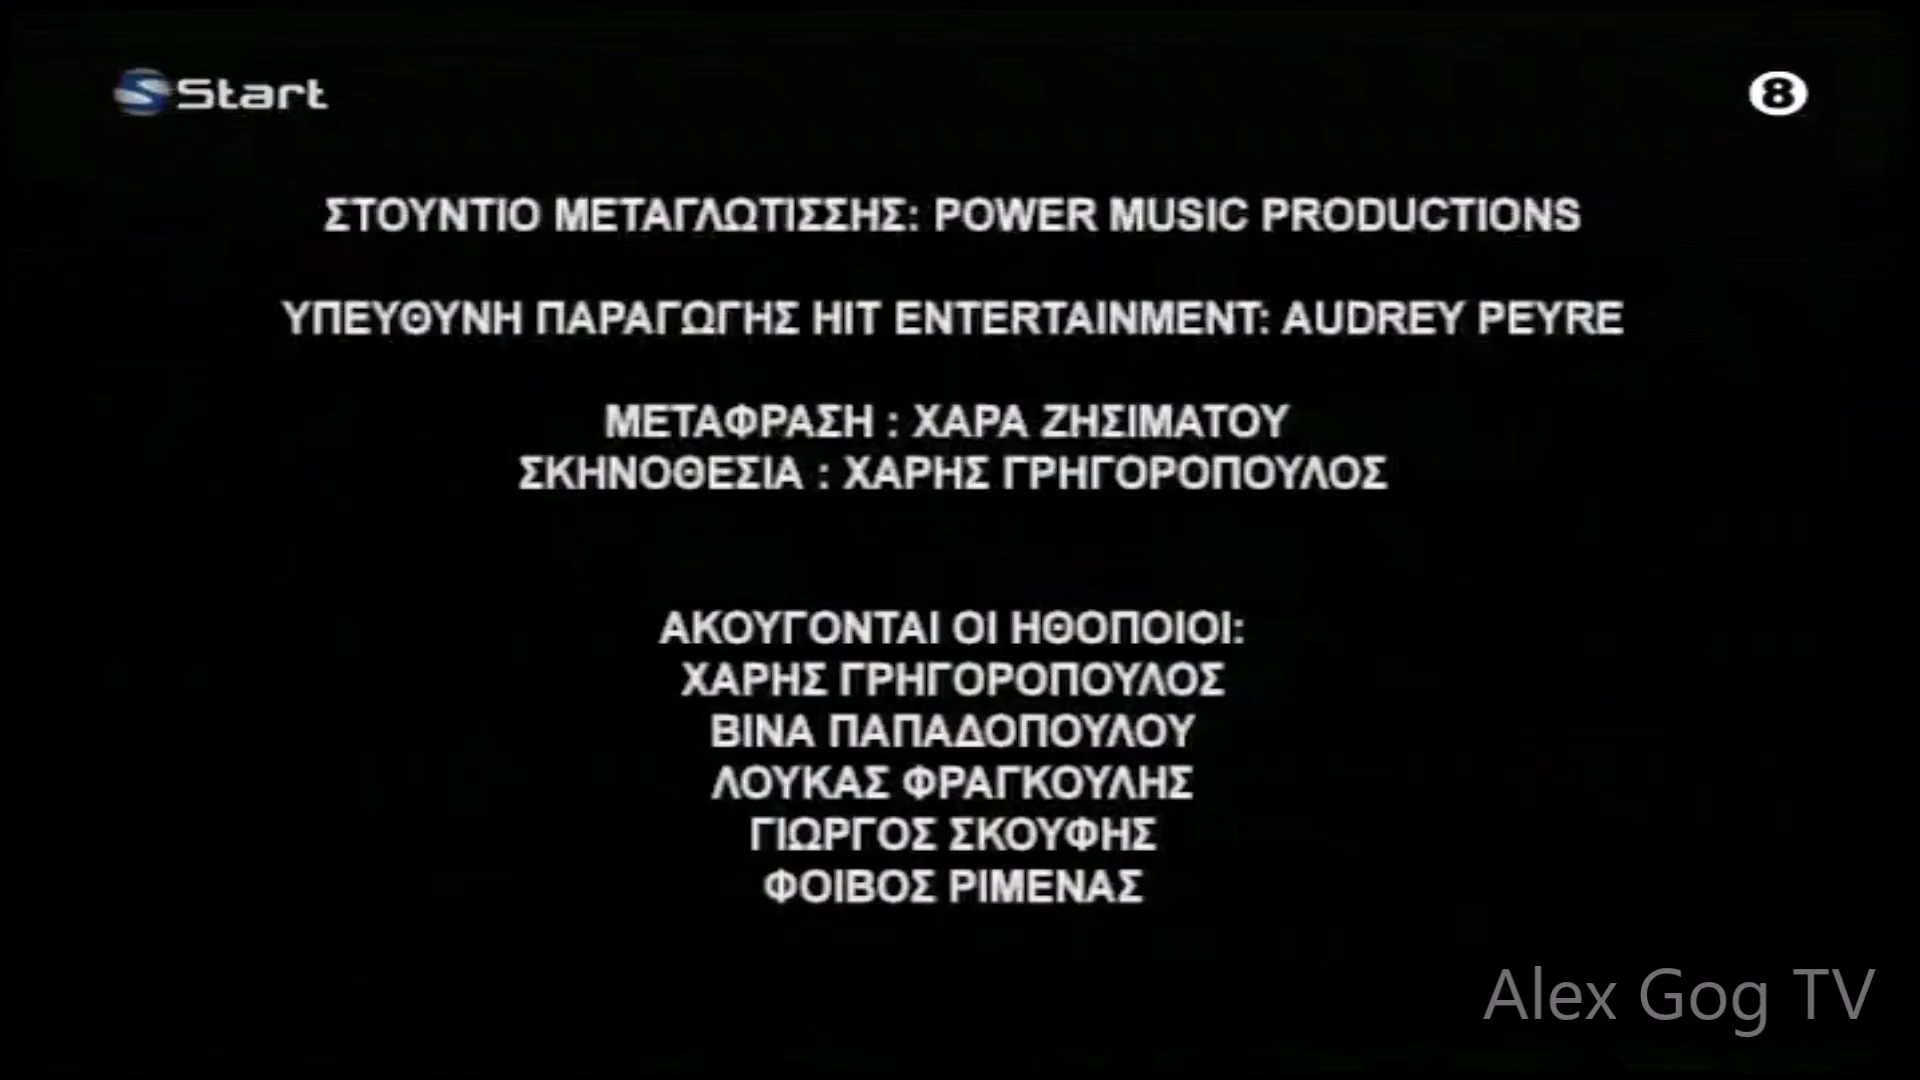 Start
8
ΣΤΟΥΝΤΙΟ ΜΕΤΑΓΛΩΤΙΣΣΗΣ: POWER MUSIC PRODUCTIONS
ΥΠΕΥΘΥΝΗ ΠΑΡΑΓΩΓΗΣ HIT ENTERTAINMENT: AUDREY PEYRE
ΜΕΤΑΦΡΑΣΗ : ΧΑΡΑ ΖΗΣΙΜΑΤΟΥ
ΣΚΗΝΟΘΕΣΙΑ : ΧΑΡΗΣ ΓΡΗΓΟΡΟΠΟΥΛΟΣ
ΑΚΟΥΓΟΝΤΑΙ ΟΙ ΗΘΟΠΟΙΟΙ:
ΧΑΡΗΣ ΓΡΗΓΟΡΟΠΟΥΛΟΣ
ΒΙΝΑ ΠΑΠΑΔΟΠΟΥΛΟΥ
ΛΟΥΚΑΣ ΦΡΑΓΚΟΥΛΗΣ
ΓΙΩΡΓΟΣ ΣΚΟΥΦΗΣ
ΦΟΙΒΟΣ ΡΙΜΕΝΑΣ
Alex Gog TV